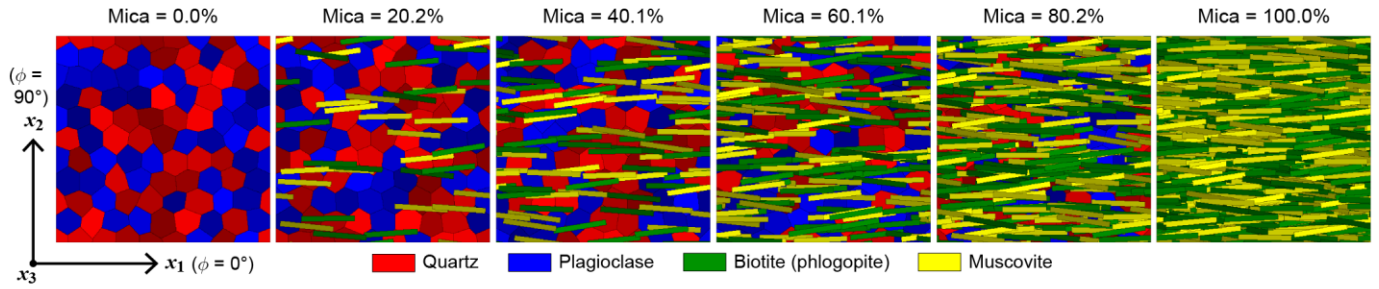 Mica = 0.0% Mica = 20.2% Mica = 40.1% Mica = 60.1% Mica = 80.2% Mica = 100.0%
(ϕ =
90°)
x₂
x₃
x₁ (ϕ = 0°)
Quartz Plagioclase Biotite (phlogopite) Muscovite